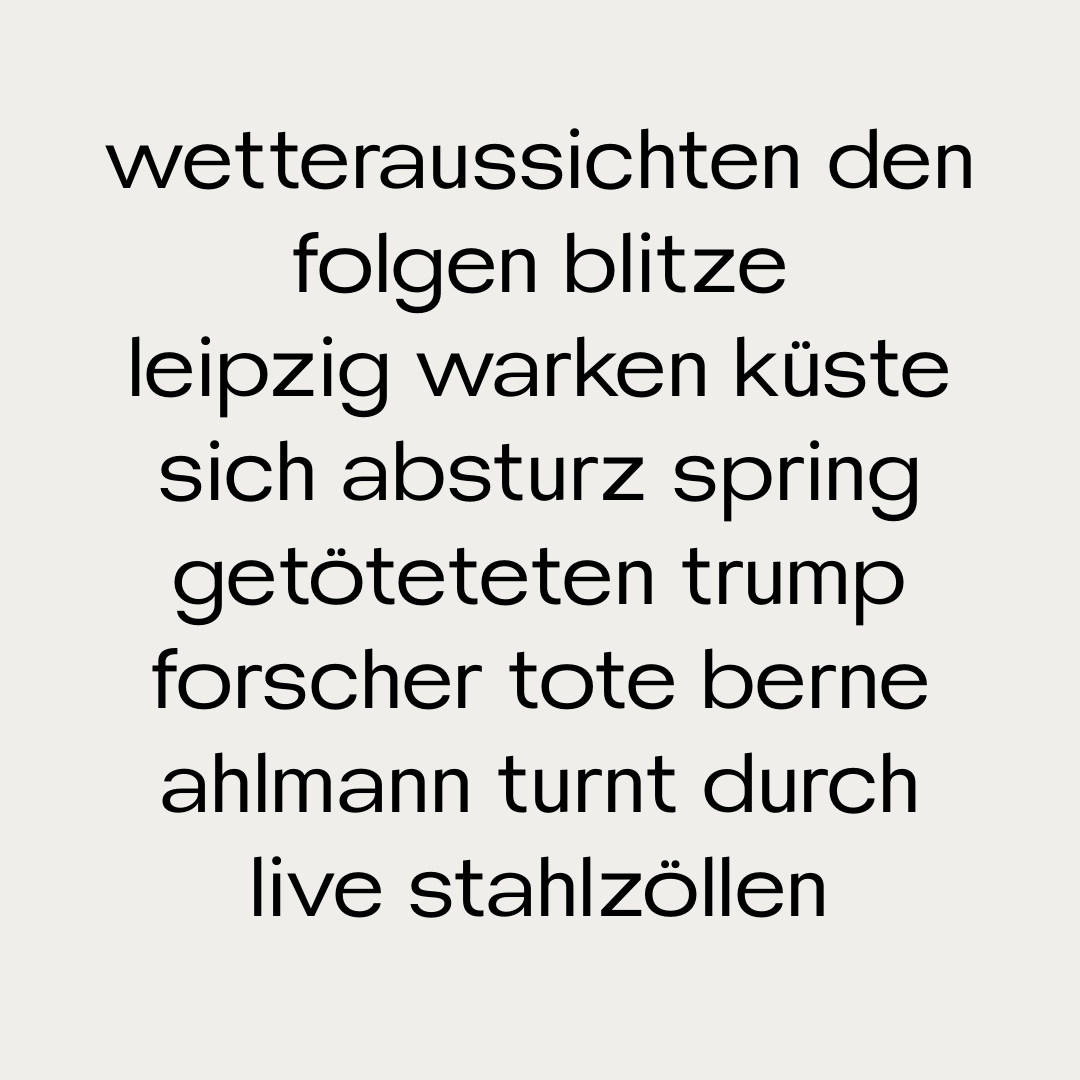 wetteraussichten den
folgen blitze
leipzig warken küste
sich absturz spring
getöteteten trump
forscher tote berne
ahlmann turnt durch
live stahlzöllen